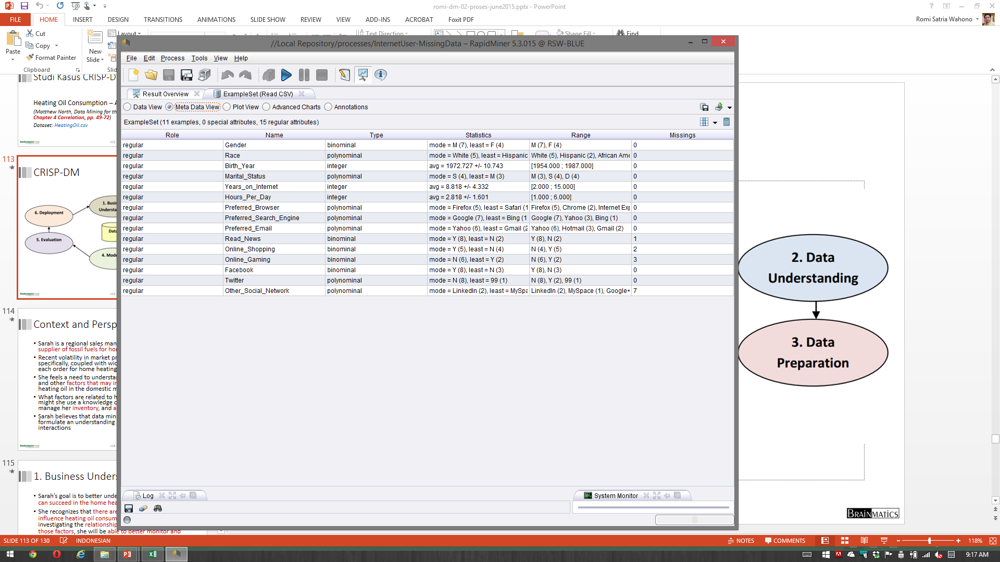 romi-dm-02-proses-june2015.pptx - PowerPoint
FILE HOME INSERT DESIGN TRANSITIONS ANIMATIONS SLIDE SHOW REVIEW VIEW ADD-INS ACROBAT Foxit PDF
Romi Satria Wahono
Cut
Copy
Format Painter
Paste
Clipboard
New
Slide
Layout
Text Direction
Shape Fill
Find
Studi Kasus CRISP-D
Heating Oil Consumption –
(Matthew North, Data Mining for th
Chapter 4 Correlation, pp. 49-72)
Dataset: HeatingOil.csv
112
113
CRISP-DM
6. Deployment
1. Busin
Understa
Data
5. Evaluation
4. Mode
113
114
Context and Persp
• Sarah is a regional sales man
supplier of fossil fuels for hom
• Recent volatility in market pr
specifically, coupled with wid
each order for home heating
• She feels a need to understan
and other factors that may in
heating oil in the domestic m
• What factors are related to h
might she use a knowledge o
manage her inventory, and a
• Sarah believes that data mini
formulate an understanding
interactions
114
115
1. Business Unders
• Sarah's goal is to better unde
can succeed in the home hea
• She recognizes that there are
influence heating oil consum
investigating the relationship
those factors, she will be able to better monitor and
//Local Repository/processes/InternetUser-MissingData – RapidMiner 5.3.015 @ RSW-BLUE
File Edit Process Tools View Help
Result Overview ExampleSet (Read CSV)
Data View Meta Data View Plot View Advanced Charts Annotations
ExampleSet (11 examples, 0 special attributes, 15 regular attributes)
Role Name Type Statistics Range Missings
regular Gender binominal mode = M (7), least = F (4) M (7), F (4) 0
regular Race polynominal mode = White (5), least = Hispanic White (5), Hispanic (2), African Ame 0
regular Birth_Year integer avg = 1972.727 +/- 10.743 [1954.000 ; 1987.000] 0
regular Marital_Status polynominal mode = S (4), least = M (3) M (3), S (4), D (4) 0
regular Years_on_Internet integer avg = 8.818 +/- 4.332 [2.000 ; 15.000] 0
regular Hours_Per_Day integer avg = 2.818 +/- 1.601 [1.000 ; 6.000] 0
regular Preferred_Browser polynominal mode = Firefox (5), least = Safari (1 Firefox (5), Chrome (2), Internet Exp 0
regular Preferred_Search_Engine polynominal mode = Google (7), least = Bing (1 Google (7), Yahoo (3), Bing (1) 0
regular Preferred_Email polynominal mode = Yahoo (6), least = Gmail (2 Yahoo (6), Hotmail (3), Gmail (2) 0
regular Read_News binominal mode = Y (8), least = N (2) Y (8), N (2) 1
regular Online_Shopping binominal mode = Y (5), least = N (4) N (4), Y (5) 2
regular Online_Gaming binominal mode = N (6), least = Y (2) N (6), Y (2) 3
regular Facebook binominal mode = Y (8), least = N (3) Y (8), N (3) 0
regular Twitter polynominal mode = N (8), least = 99 (1) N (8), Y (2), 99 (1) 0
regular Other_Social_Network polynominal mode = LinkedIn (2), least = MySpa LinkedIn (2), MySpace (1), Google+ 7
Log
System Monitor
2. Data
Understanding
3. Data
Preparation
BRAINMATICS
SLIDE 113 OF 130 INDONESIAN NOTES COMMENTS 118%
9:17 AM